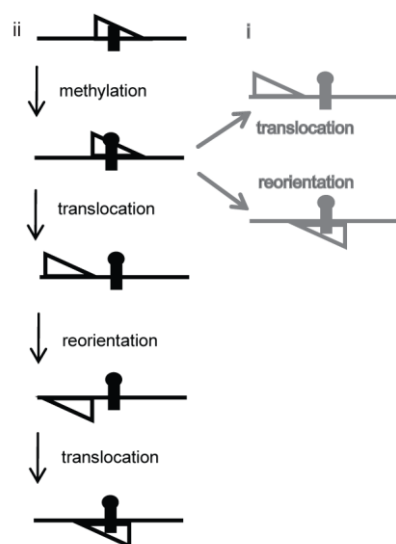 ii
i
methylation
translocation
reorientation
translocation
reorientation
translocation